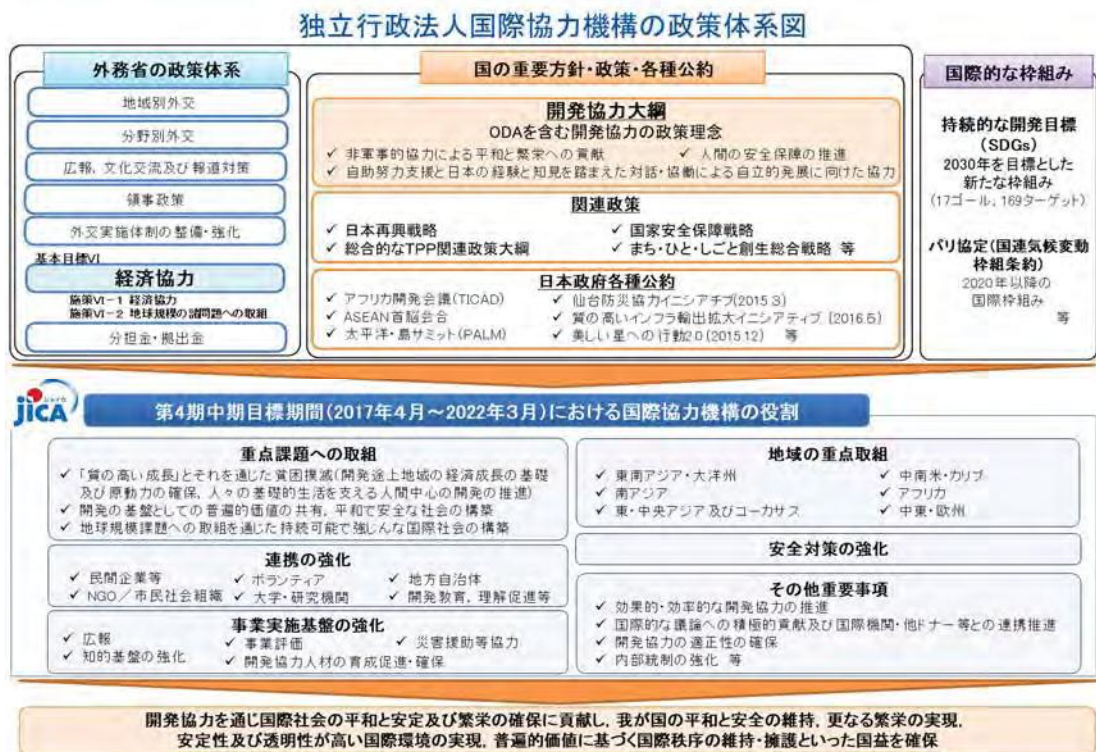 独立行政法人国際協力機構の政策体系図
外務省の政策体系
地域別外交
分野別外交
広報、文化交流及び報道対策
領事政策
外交実施体制の整備・強化
基本目標VI
経済協力
施策VI-1 経済協力
施策VI-2 地球規模の諸問題への取組
分担金・拠出金
国の重要方針・政策・各種公約
開発協力大綱
ODAを含む開発協力の政策理念
✓ 非軍事的協力による平和と繁栄への貢献 ✓ 人間の安全保障の推進
✓ 自助努力支援と日本の経験と知見を踏まえた対話・協働による自立的発展に向けた協力
関連政策
✓ 日本再興戦略 ✓ 国家安全保障戦略
✓ 総合的なTPP関連政策大綱 ✓ まち・ひと・しごと創生総合戦略 等
日本政府各種公約
✓ アフリカ開発会議(TICAD) ✓ 仙台防災協力イニシアチブ(2015.3)
✓ ASEAN首脳会合 ✓ 質の高いインフラ輸出拡大イニシアティブ (2016.5)
✓ 太平洋・島サミット(PALM) ✓ 美しい星への行動2.0 (2015.12) 等
国際的な枠組み
持続的な開発目標
(SDGs)
2030年を目標とした
新たな枠組み
(17ゴール、169ターゲット)
パリ協定(国連気候変動
枠組条約)
2020年以降の
国際枠組み
等
ジャイカ
jICA
第4期中期目標期間(2017年4月~2022年3月)における国際協力機構の役割
重点課題への取組
✓ 「質の高い成長」とそれを通じた貧困撲滅(開発途上地域の経済成長の基礎
及び原動力の確保、人々の基礎的生活を支える人間中心の開発の推進)
✓ 開発の基盤としての普遍的価値の共有、平和で安全な社会の構築
✓ 地球規模課題への取組を通じた持続可能で強じんな国際社会の構築
連携の強化
✓ 民間企業等 ✓ ボランティア ✓ 地方自治体
✓ NGO/市民社会組織 ✓ 大学・研究機関 ✓ 開発教育、理解促進等
事業実施基盤の強化
✓ 広報 ✓ 事業評価 ✓ 災害援助等協力
✓ 知的基盤の強化 ✓ 開発協力人材の育成促進・確保
地域の重点取組
✓ 東南アジア・大洋州 ✓ 中南米・カリブ
✓ 南アジア ✓ アフリカ
✓ 東・中央アジア及びコーカサス ✓ 中東・欧州
安全対策の強化
その他重要事項
✓ 効果的・効率的な開発協力の推進
✓ 国際的な議論への積極的貢献及び国際機関・他ドナー等との連携推進
✓ 開発協力の適正性の確保
✓ 内部統制の強化 等
開発協力を通じ国際社会の平和と安定及び繁栄の確保に貢献し、我が国の平和と安全の維持、更なる繁栄の実現、
安定性及び透明性が高い国際環境の実現、普遍的価値に基づく国際秩序の維持・擁護といった国益を確保